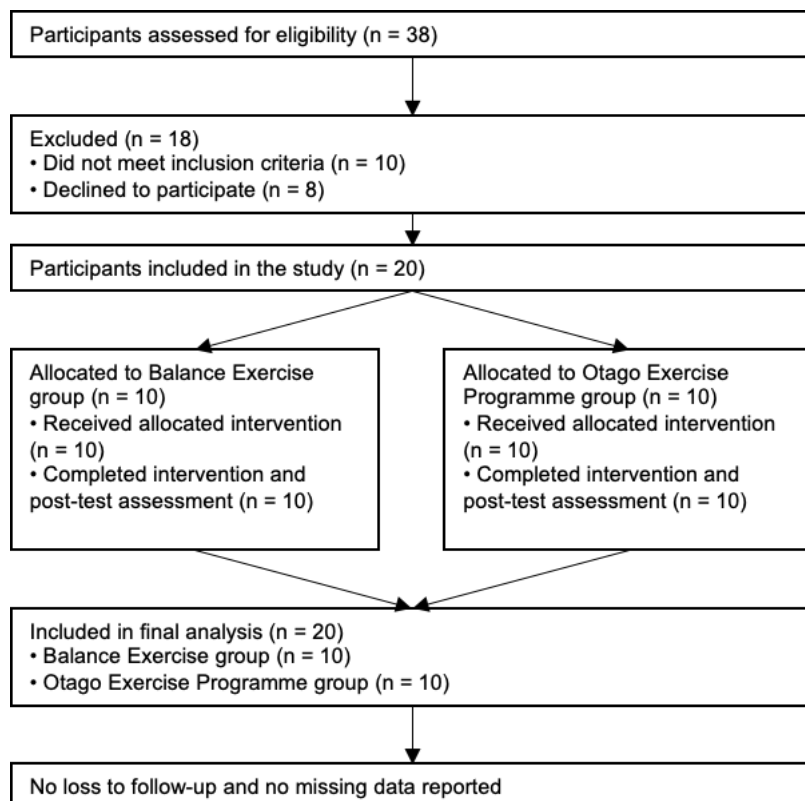 Participants assessed for eligibility (n = 38)
Excluded (n = 18)
• Did not meet inclusion criteria (n = 10)
• Declined to participate (n = 8)
Participants included in the study (n = 20)
Allocated to Balance Exercise
group (n = 10)
• Received allocated intervention
(n = 10)
• Completed intervention and
post-test assessment (n = 10)
Allocated to Otago Exercise
Programme group (n = 10)
• Received allocated intervention
(n = 10)
• Completed intervention and
post-test assessment (n = 10)
Included in final analysis (n = 20)
• Balance Exercise group (n = 10)
• Otago Exercise Programme group (n = 10)
No loss to follow-up and no missing data reported